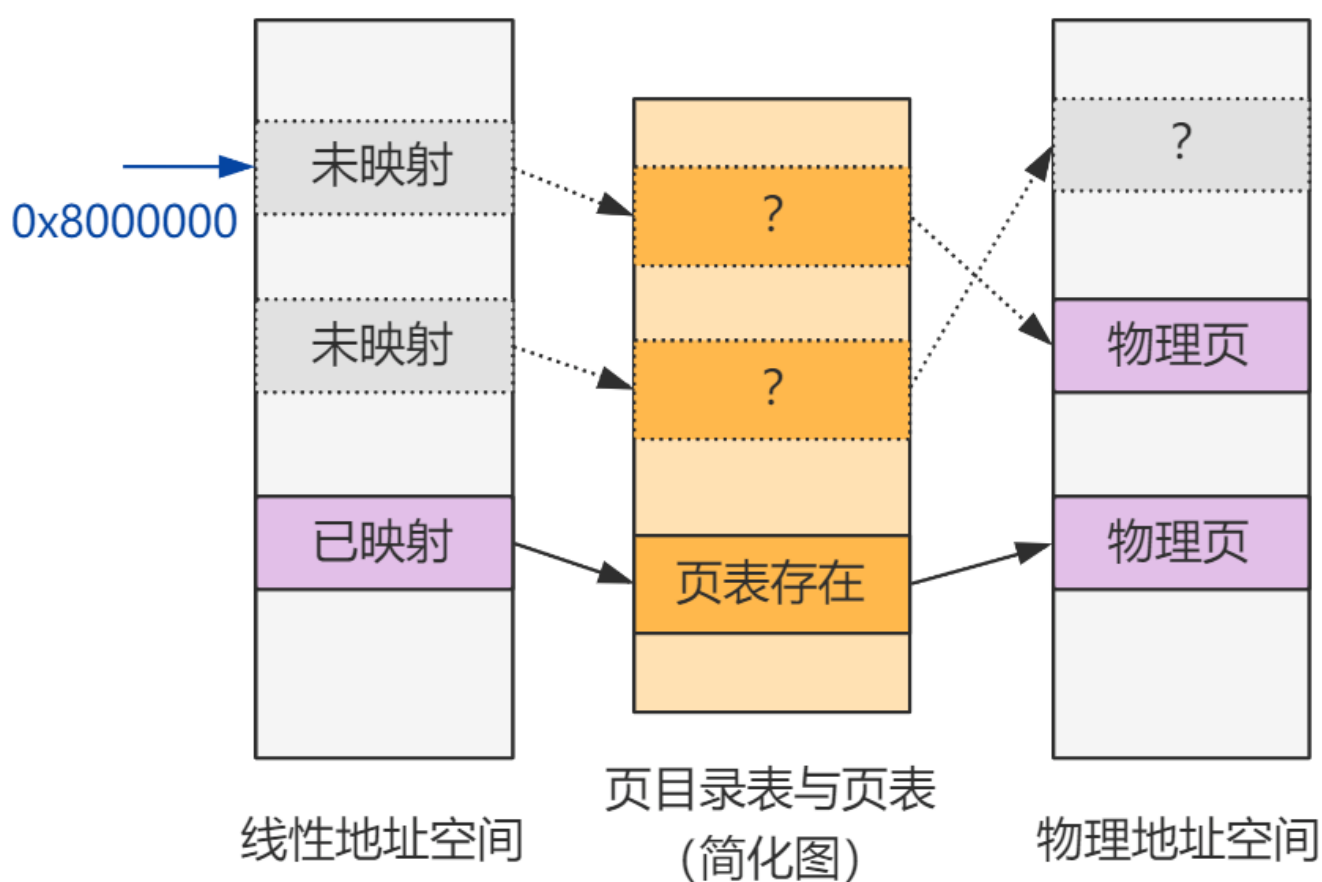 未映射
0x8000000
未映射
已映射
线性地址空间
?
?
页表存在
页目录表与页表
（简化图）
?
物理页
物理页
物理地址空间